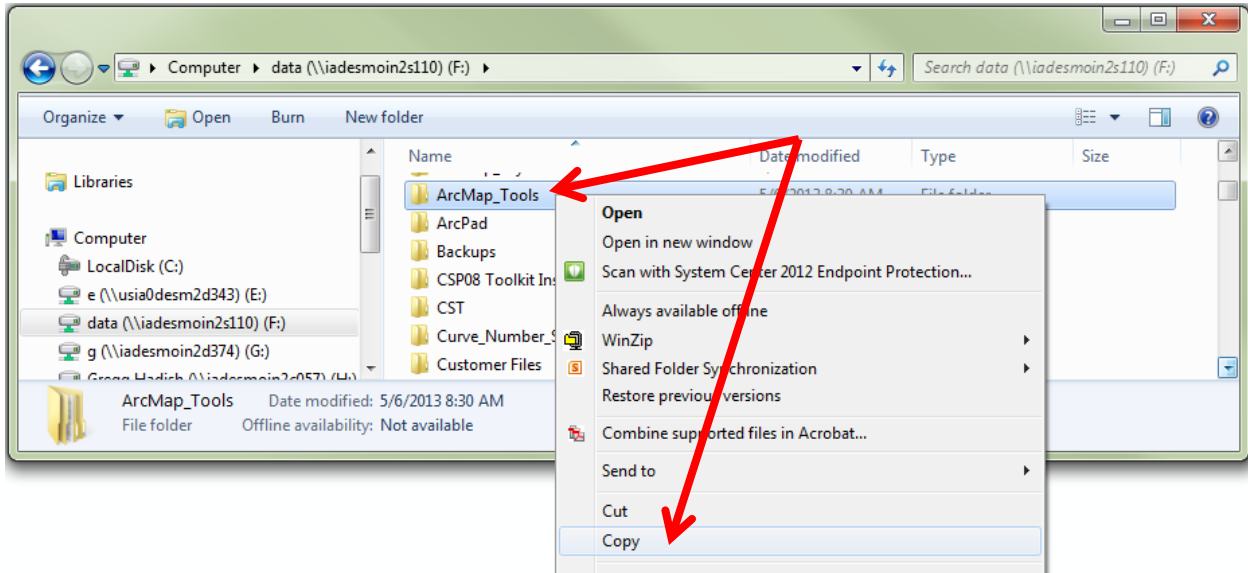 Computer data (\\iadesmoin2s110) (F:) Search data (\\iadesmoin2s110) (F:)
Organize Open Burn New folder
Name Date modified Type Size
Libraries
Computer
LocalDisk (C:)
e (\\usia0desm2d343) (E:)
data (\\iadesmoin2s110) (F:)
g (\\iadesmoin2d374) (G:)
Gregg Hadish (\\iadesmoin2s057) (H:)
ArcMap_Tools 5/6/2013 8:30 AM File folder
ArcPad
Backups
CSP08 Toolkit Ins
CST
Curve_Number_S
Customer Files
Open
Open in new window
Scan with System Center 2012 Endpoint Protection...
Always available offline
WinZip
Shared Folder Synchronization
Restore previous versions
Combine supported files in Acrobat...
Send to
Cut
Copy
ArcMap_Tools Date modified: 5/6/2013 8:30 AM
File folder Offline availability: Not available